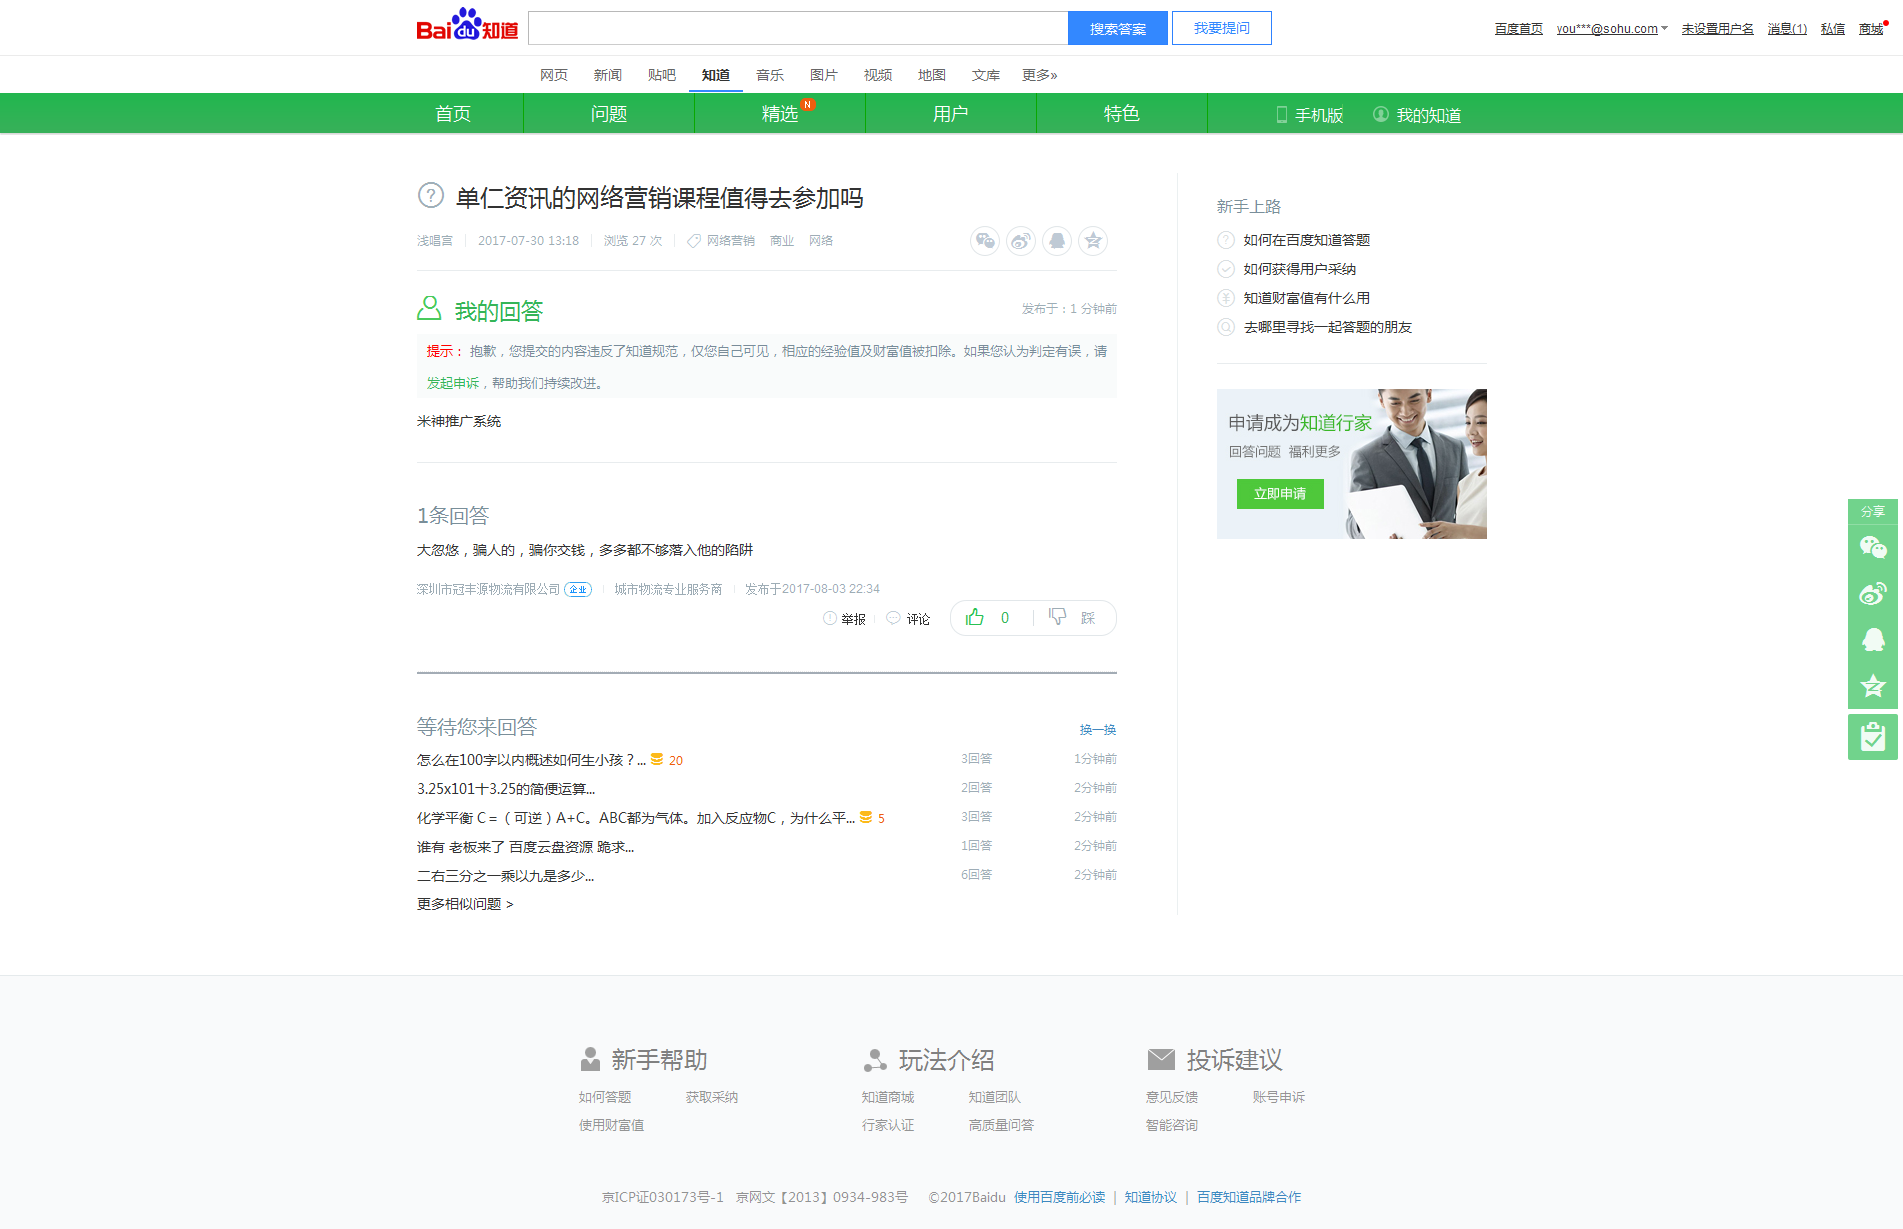 Bai du 知道
搜索答案
我要提问
百度首页 you***@sohu.com 未设置用户名 消息(1) 私信 商城
网页 新闻 贴吧 知道 音乐 图片 视频 地图 文库 更多»
首页 问题 精选 N 用户 特色 手机版 我的知道
单仁资讯的网络营销课程值得去参加吗
浅唱宫 2017-07-30 13:18 浏览 27 次 网络营销 商业 网络
我的回答
发布于：1 分钟前
提示： 抱歉，您提交的内容违反了知道规范，仅您自己可见，相应的经验值及财富值被扣除。如果您认为判定有误，请
发起申诉，帮助我们持续改进。
米神推广系统
1条回答
大忽悠，骗人的，骗你交钱，多多都不够落入他的陷阱
深圳市冠丰源物流有限公司 企业 城市物流专业服务商 发布于2017-08-03 22:34
举报 评论 0 踩
等待您来回答
换一换
怎么在100字以内概述如何生小孩？... 20 3回答 1分钟前
3.25x101十3.25的简便运算... 2回答 2分钟前
化学平衡 C =（ 可逆 ）A+C。ABC都为气体。加入反应物C，为什么平... 5 3回答 2分钟前
谁有 老板来了 百度云盘资源 跪求... 1回答 2分钟前
二右三分之一乘以九是多少... 6回答 2分钟前
更多相似问题 >
新手上路
如何在百度知道答题
如何获得用户采纳
知道财富值有什么用
去哪里寻找一起答题的朋友
申请成为知道行家
回答问题 福利更多
立即申请
分享
新手帮助
如何答题 获取采纳
使用财富值
玩法介绍
知道商城 知道团队
行家认证 高质量问答
投诉建议
意见反馈 账号申诉
智能咨询
京ICP证030173号-1 京网文【2013】0934-983号 ©2017Baidu 使用百度前必读 | 知道协议 | 百度知道品牌合作